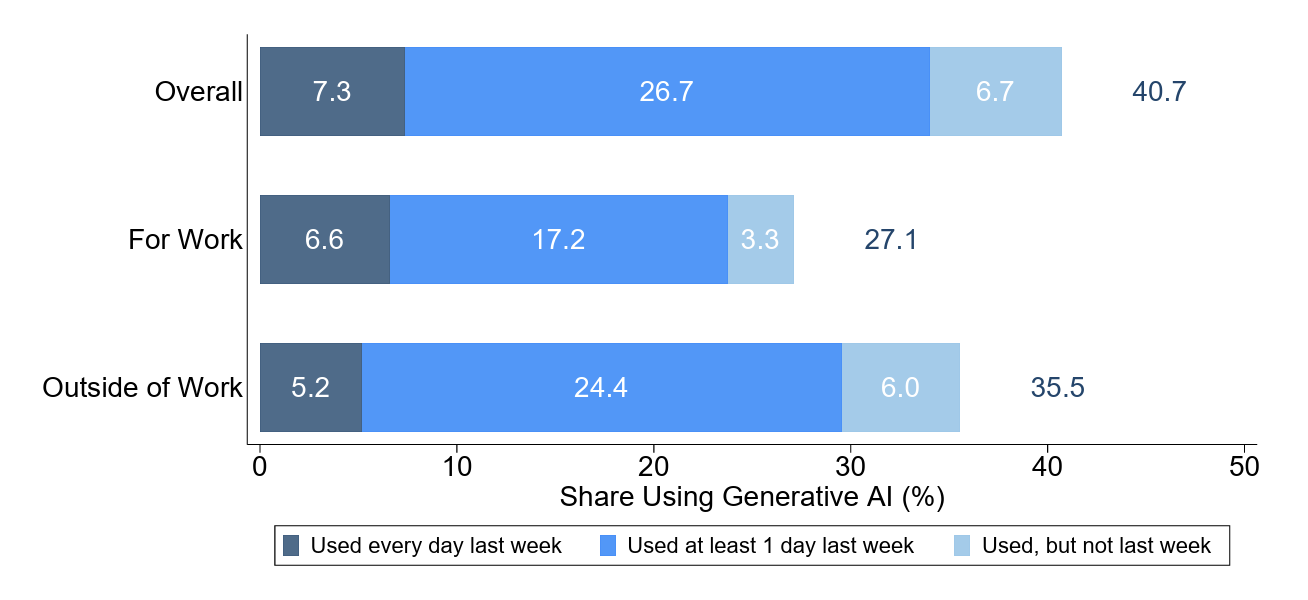 Overall 7.3 26.7 6.7 40.7
For Work 6.6 17.2 3.3 27.1
Outside of Work 5.2 24.4 6.0 35.5
0 10 20 30 40 50
Share Using Generative AI (%)
Used every day last week Used at least 1 day last week Used, but not last week